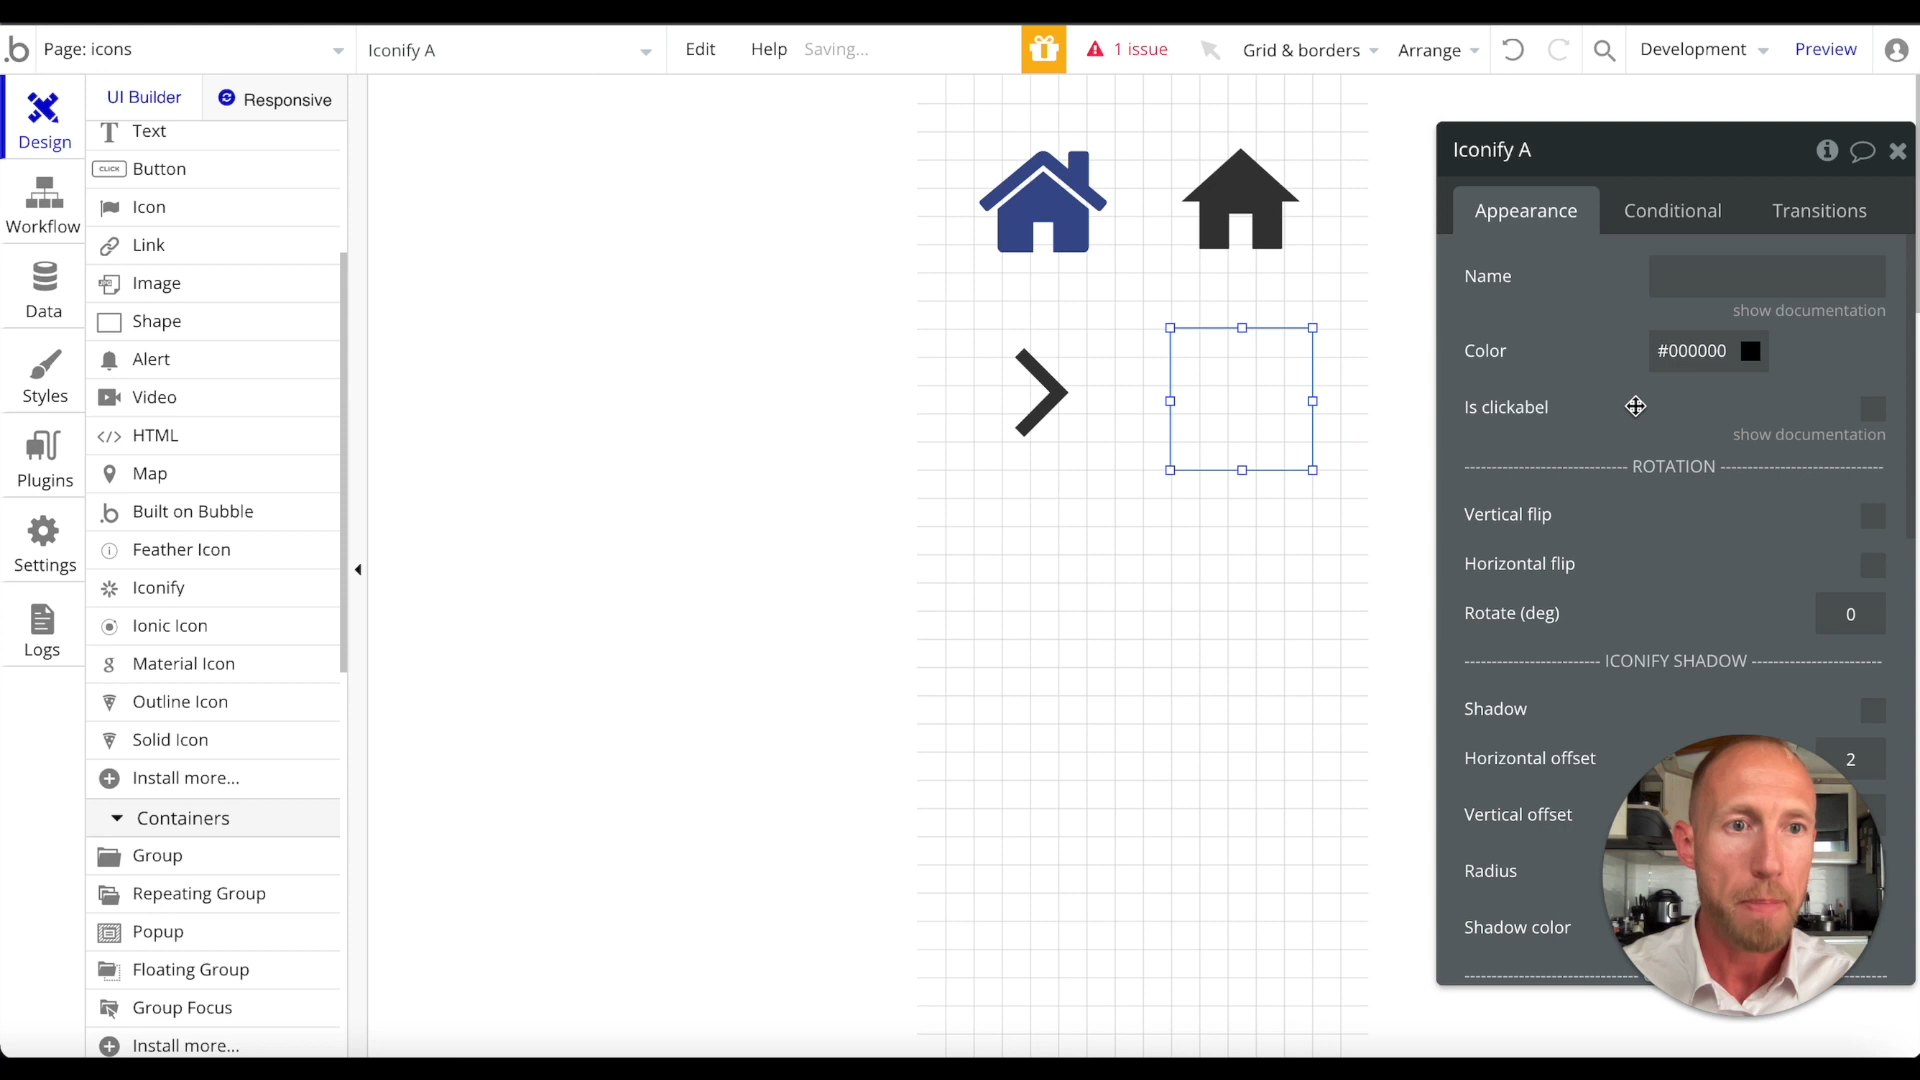 Page: icons
Iconify A
Edit
Help
Saving...
1 issue
Grid & borders
Arrange
Development
Preview
Design
Workflow
Data
Styles
Plugins
Settings
Logs
UI Builder
Responsive
Text
CLICK Button
Icon
Link
Image
Shape
Alert
Video
HTML
Map
Built on Bubble
Feather Icon
Iconify
Ionic Icon
Material Icon
Outline Icon
Solid Icon
Install more...
Containers
Group
Repeating Group
Popup
Floating Group
Group Focus
Install more...
Iconify A
Appearance
Conditional
Transitions
Name
show documentation
Color
#000000
Is clickabel
show documentation
ROTATION
Vertical flip
Horizontal flip
Rotate (deg)
0
ICONIFY SHADOW
Shadow
Horizontal offset
2
Vertical offset
Radius
Shadow color